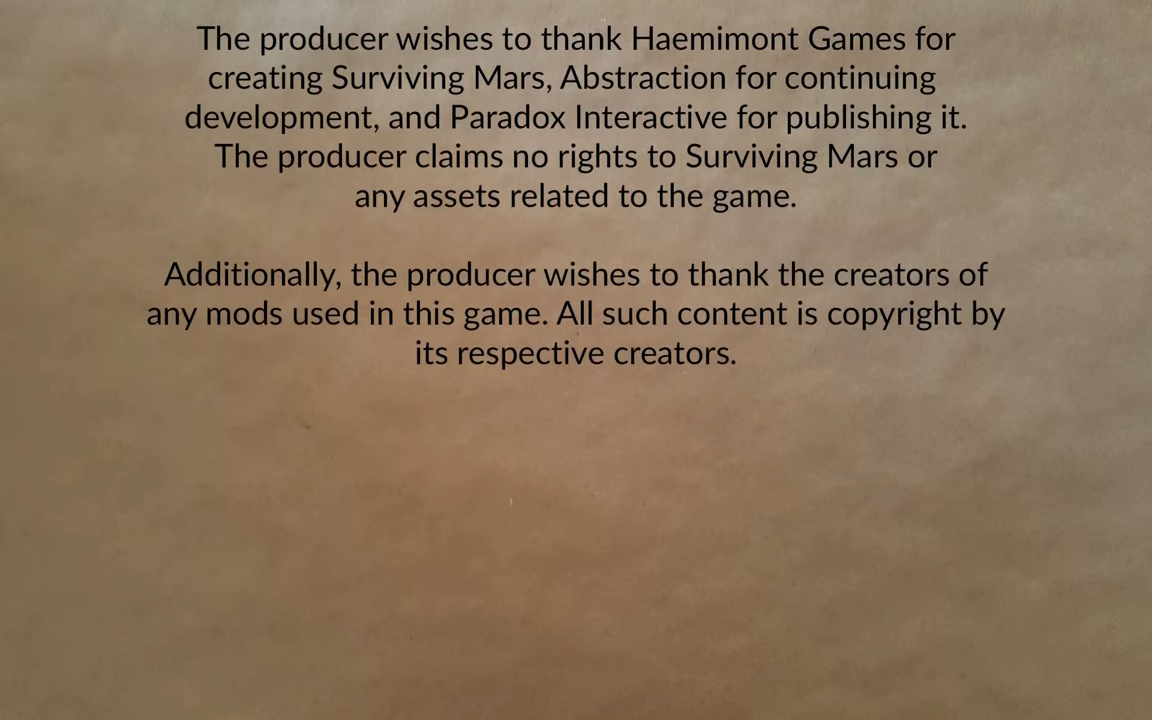 The producer wishes to thank Haemimont Games for
creating Surviving Mars, Abstraction for continuing
development, and Paradox Interactive for publishing it.
The producer claims no rights to Surviving Mars or
any assets related to the game.
Additionally, the producer wishes to thank the creators of
any mods used in this game. All such content is copyright by
its respective creators.